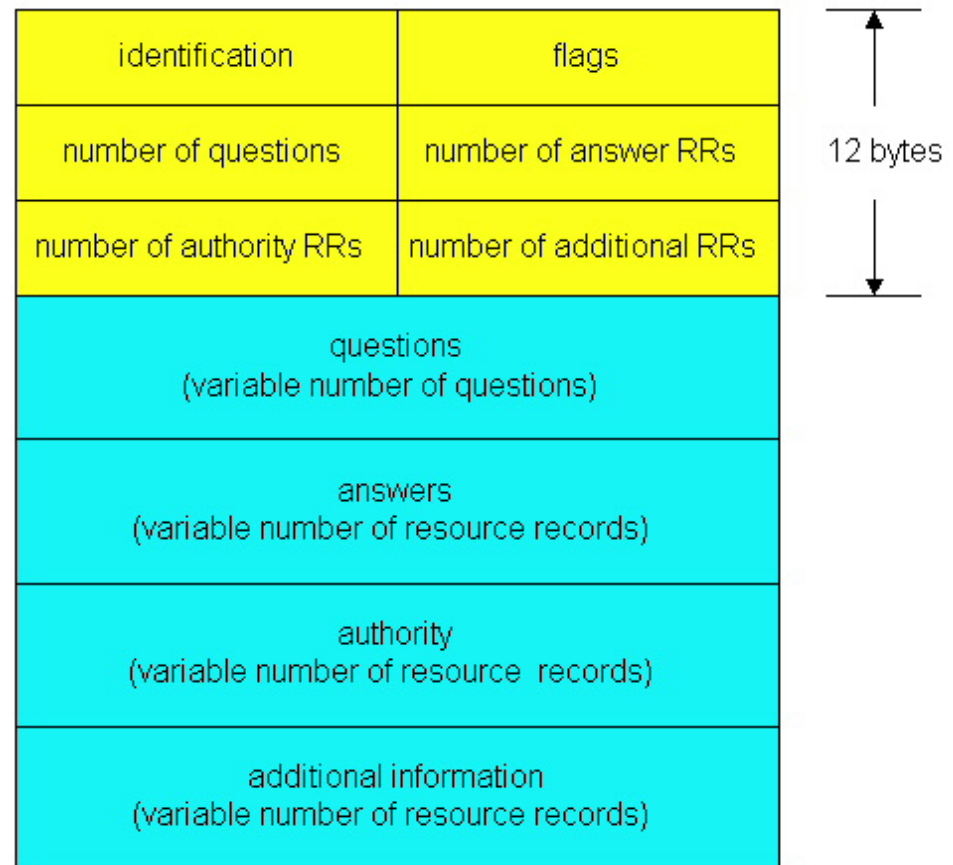 identification
flags
number of questions
number of answer RRs
12 bytes
number of authority RRs
number of additional RRs
questions
(variable number of questions)
answers
(variable number of resource records)
authority
(variable number of resource records)
additional information
(variable number of resource records)